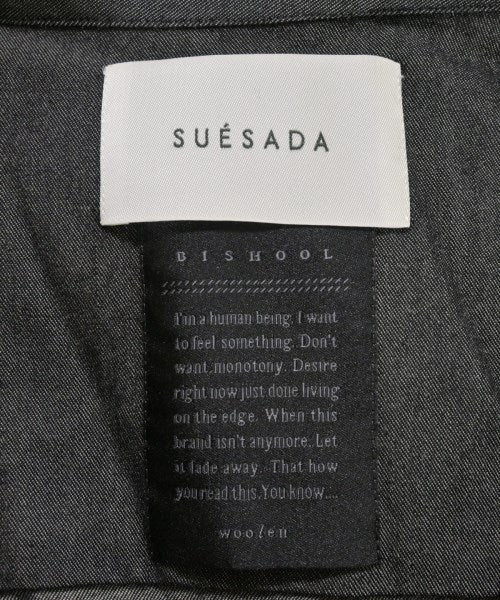 SUÉSADA
BISHOOL
I'm a human being. I want
to feel something. Don't
want monotony. Desire
right now just done living
on the edge. When this
brand isn't anymore. Let
it fade away. That how
you read this. You know....
woolen